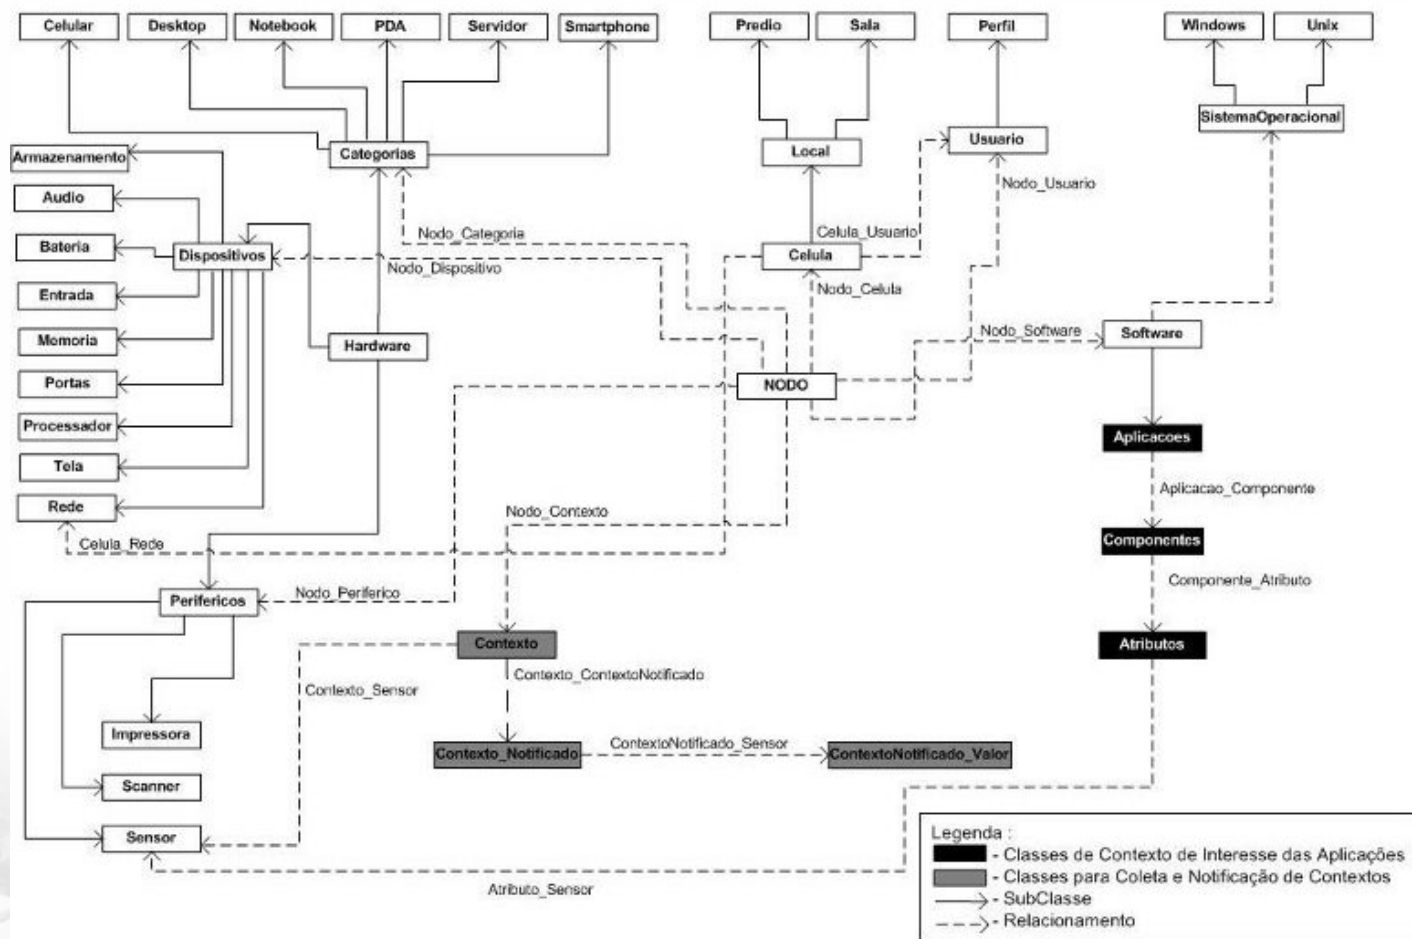 Celular
Desktop
Notebook
PDA
Servidor
Smartphone
Predio
Sala
Perfil
Windows
Unix
SistemaOperacional
Armazenamento
Categorias
Local
Usuario
Audio
Nodo_Usuario
Nodo_Categoria
Celula_Usuario
Bateria
Dispositivos
Nodo_Dispositivo
Celula
Entrada
Nodo_Celula
Memoria
Hardware
Nodo_Software
Software
Portas
NODO
Processador
Aplicacoes
Tela
Aplicacao_Componente
Rede
Nodo_Contexto
Celula_Rede
Componentes
Nodo_Periferico
Componente_Atributo
Perifericos
Contexto
Atributos
Contexto_ContextoNotificado
Contexto_Sensor
Impressora
ContextoNotificado_Sensor
Contexto_Notificado
ContextoNotificado_Valor
Scanner
Sensor
Atributo_Sensor
Legenda :
- Classes de Contexto de Interesse das Aplicações
- Classes para Coleta e Notificação de Contextos
- SubClasse
- Relacionamento